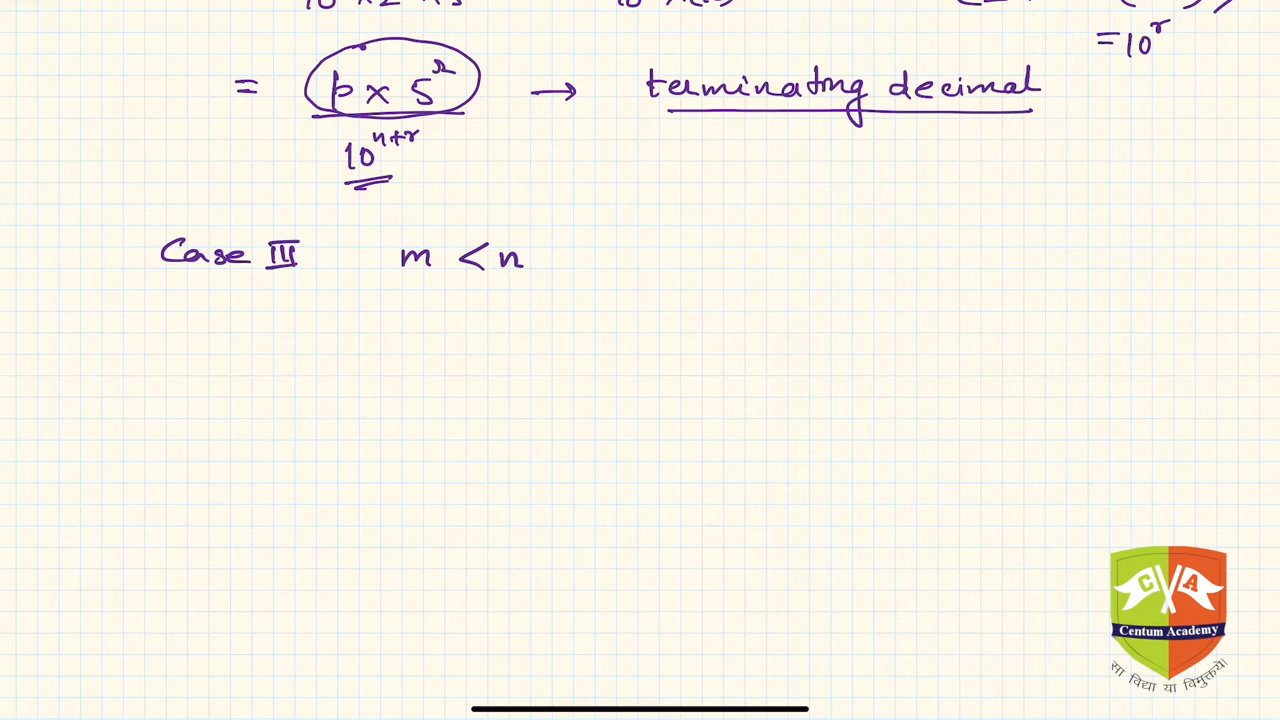 = 10^r
= p x 5^r → terminating decimal
10^n+r
Case III m < n
C A
Centum Academy
सा विद्या या विमुक्तये